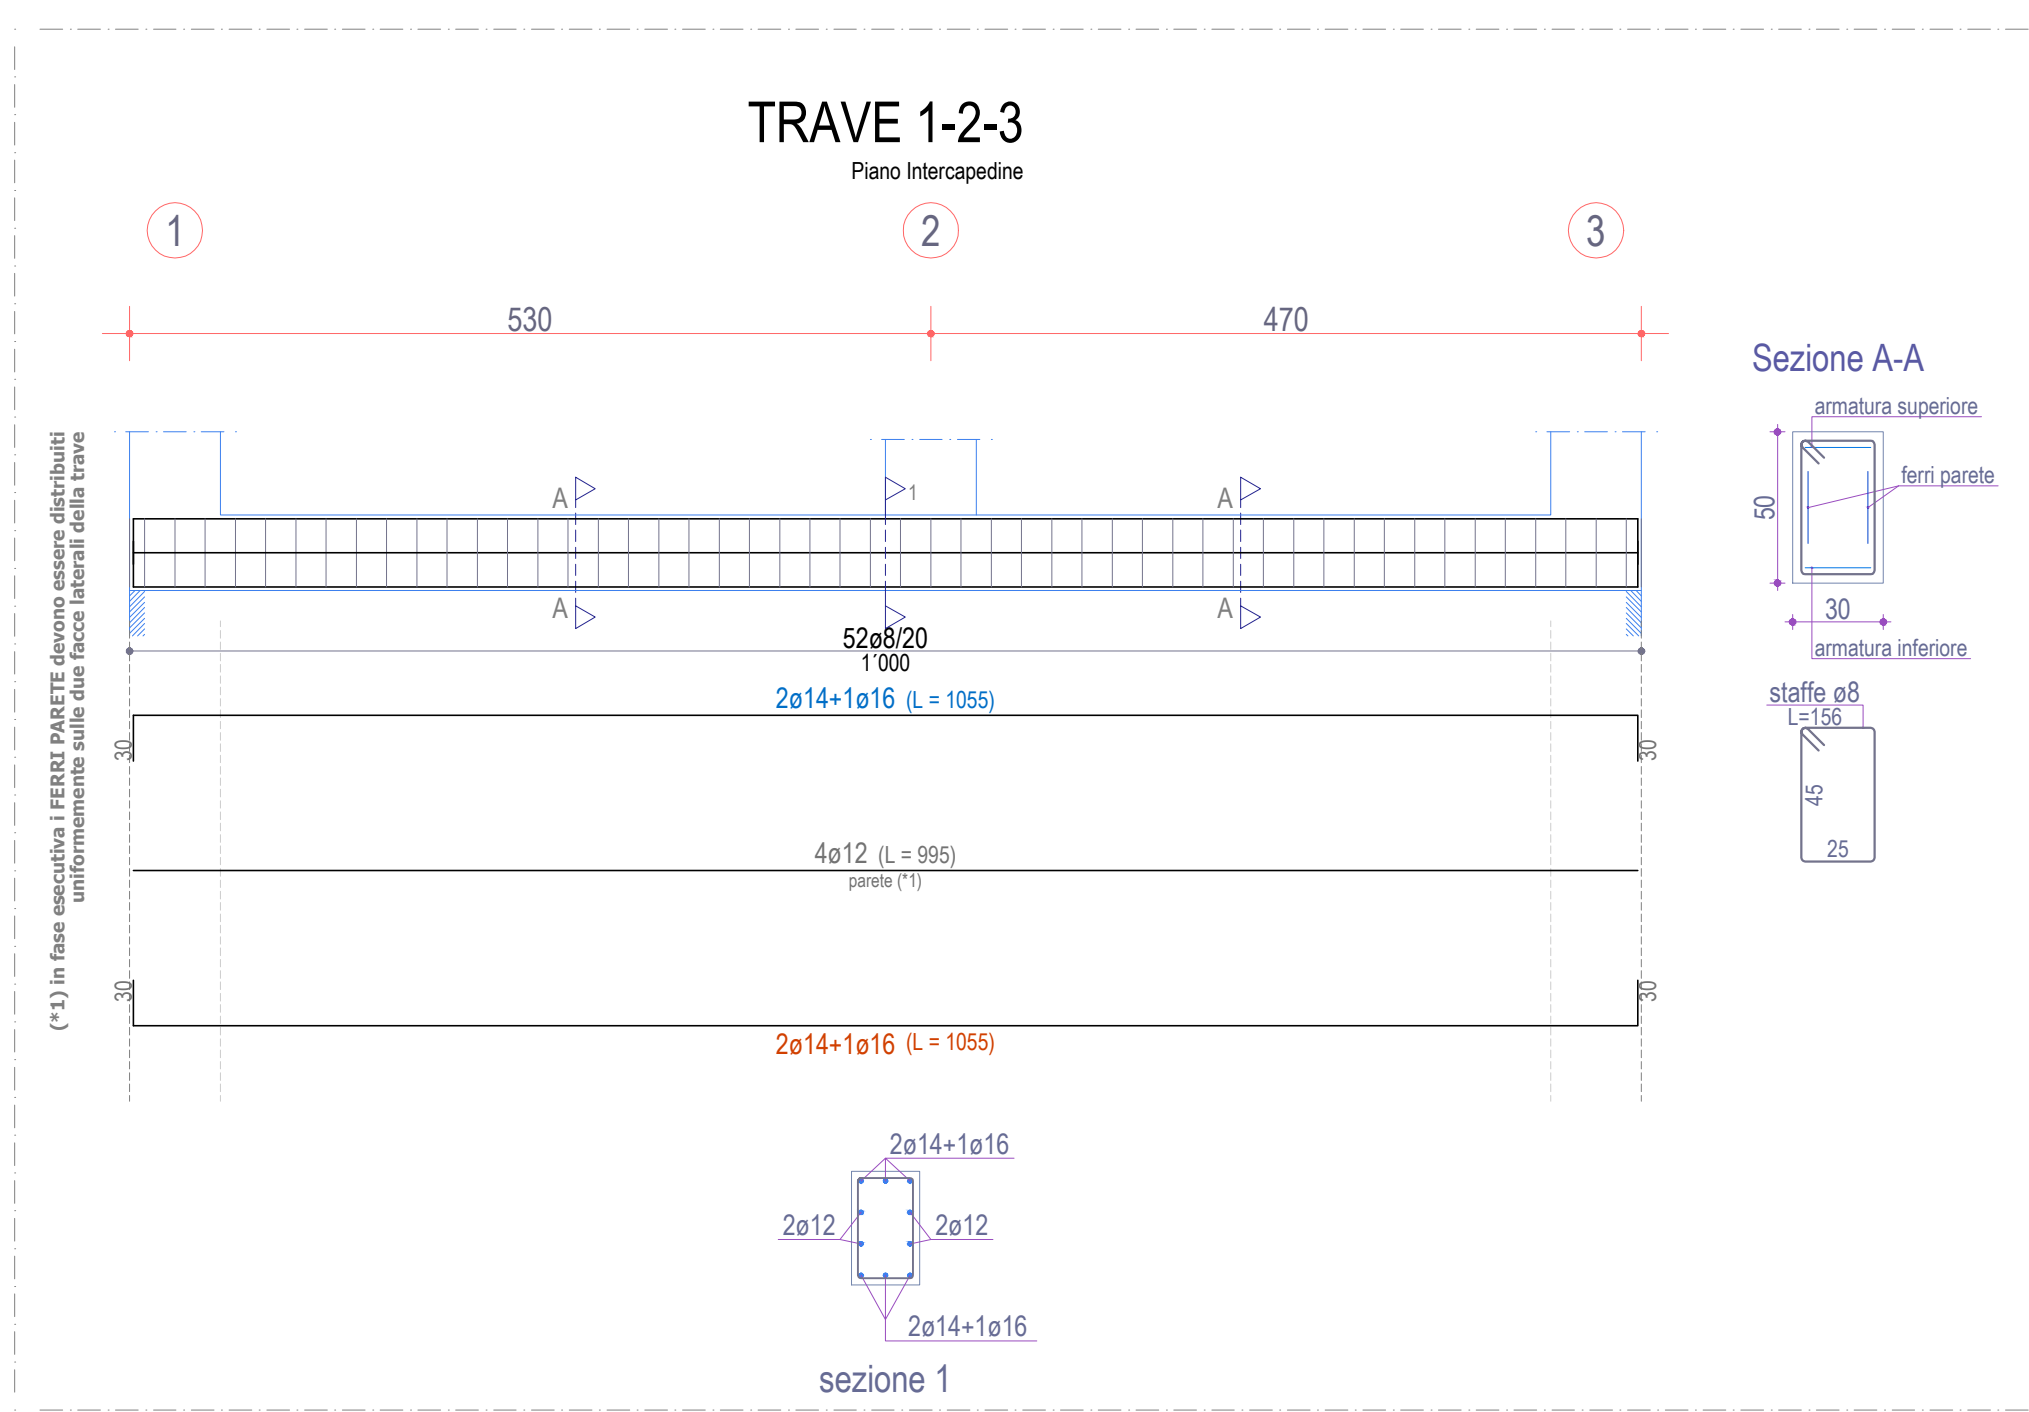 TRAVE 1-2-3
Piano Intercapedine
1
2
3
530
470
Sezione A-A
armatura superiore
ferri parete
50
30
armatura inferiore
staffe ø8
L=156
45
25
(*1) in fase esecutiva i FERRI PARETE devono essere distribuiti
uniformemente sulle due facce laterali della trave
A
1
A
A
A
52ø8/20
1´000
2ø14+1ø16 (L = 1055)
30
30
4ø12 (L = 995)
parete (*1)
30
30
2ø14+1ø16 (L = 1055)
2ø14+1ø16
2ø12
2ø12
2ø14+1ø16
sezione 1